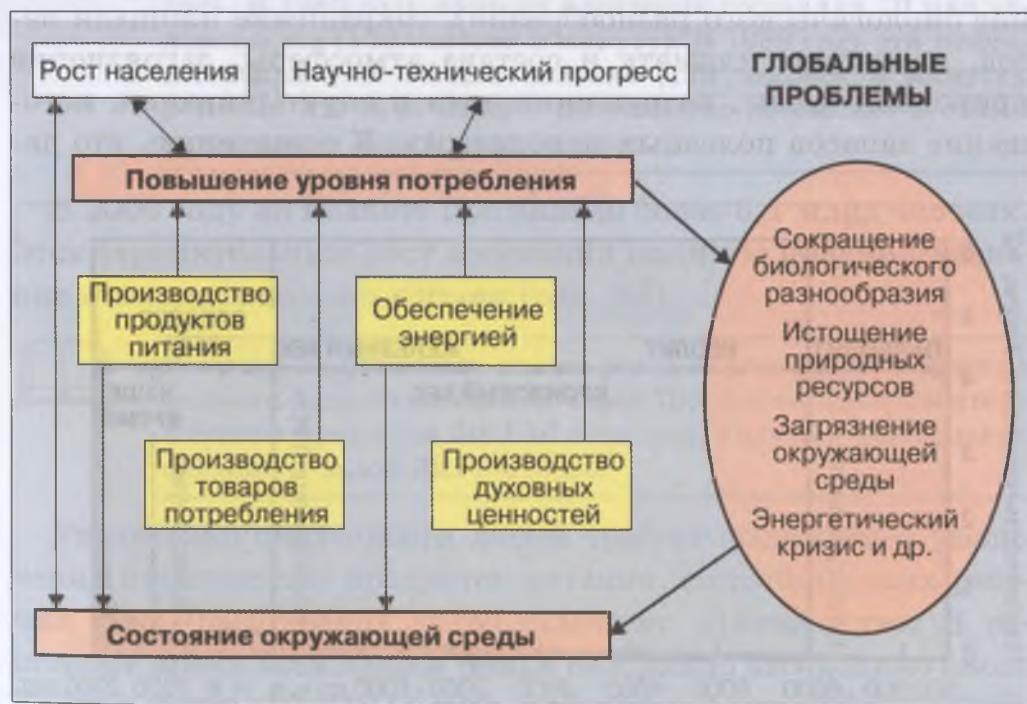 Рост населения
Научно-технический прогресс
ГЛОБАЛЬНЫЕ
ПРОБЛЕМЫ
Повышение уровня потребления
Производство
продуктов
питания
Обеспечение
энергией
Производство
товаров
потребления
Производство
духовных
ценностей
Сокращение
биологического
разнообразия
Истощение
природных
ресурсов
Загрязнение
окружающей
среды
Энергетический
кризис и др.
Состояние окружающей среды